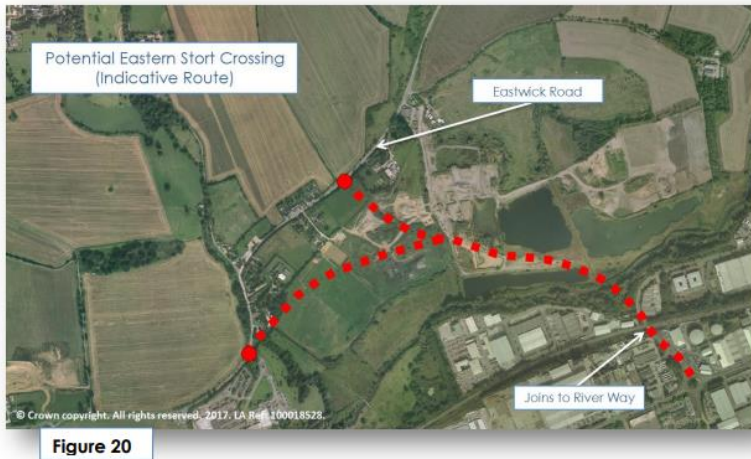 Potential Eastern Stort Crossing
(Indicative Route)
Eastwick Road
Joins to River Way
© Crown copyright. All rights reserved. 2017. LA Ref: 100018528.
Figure 20